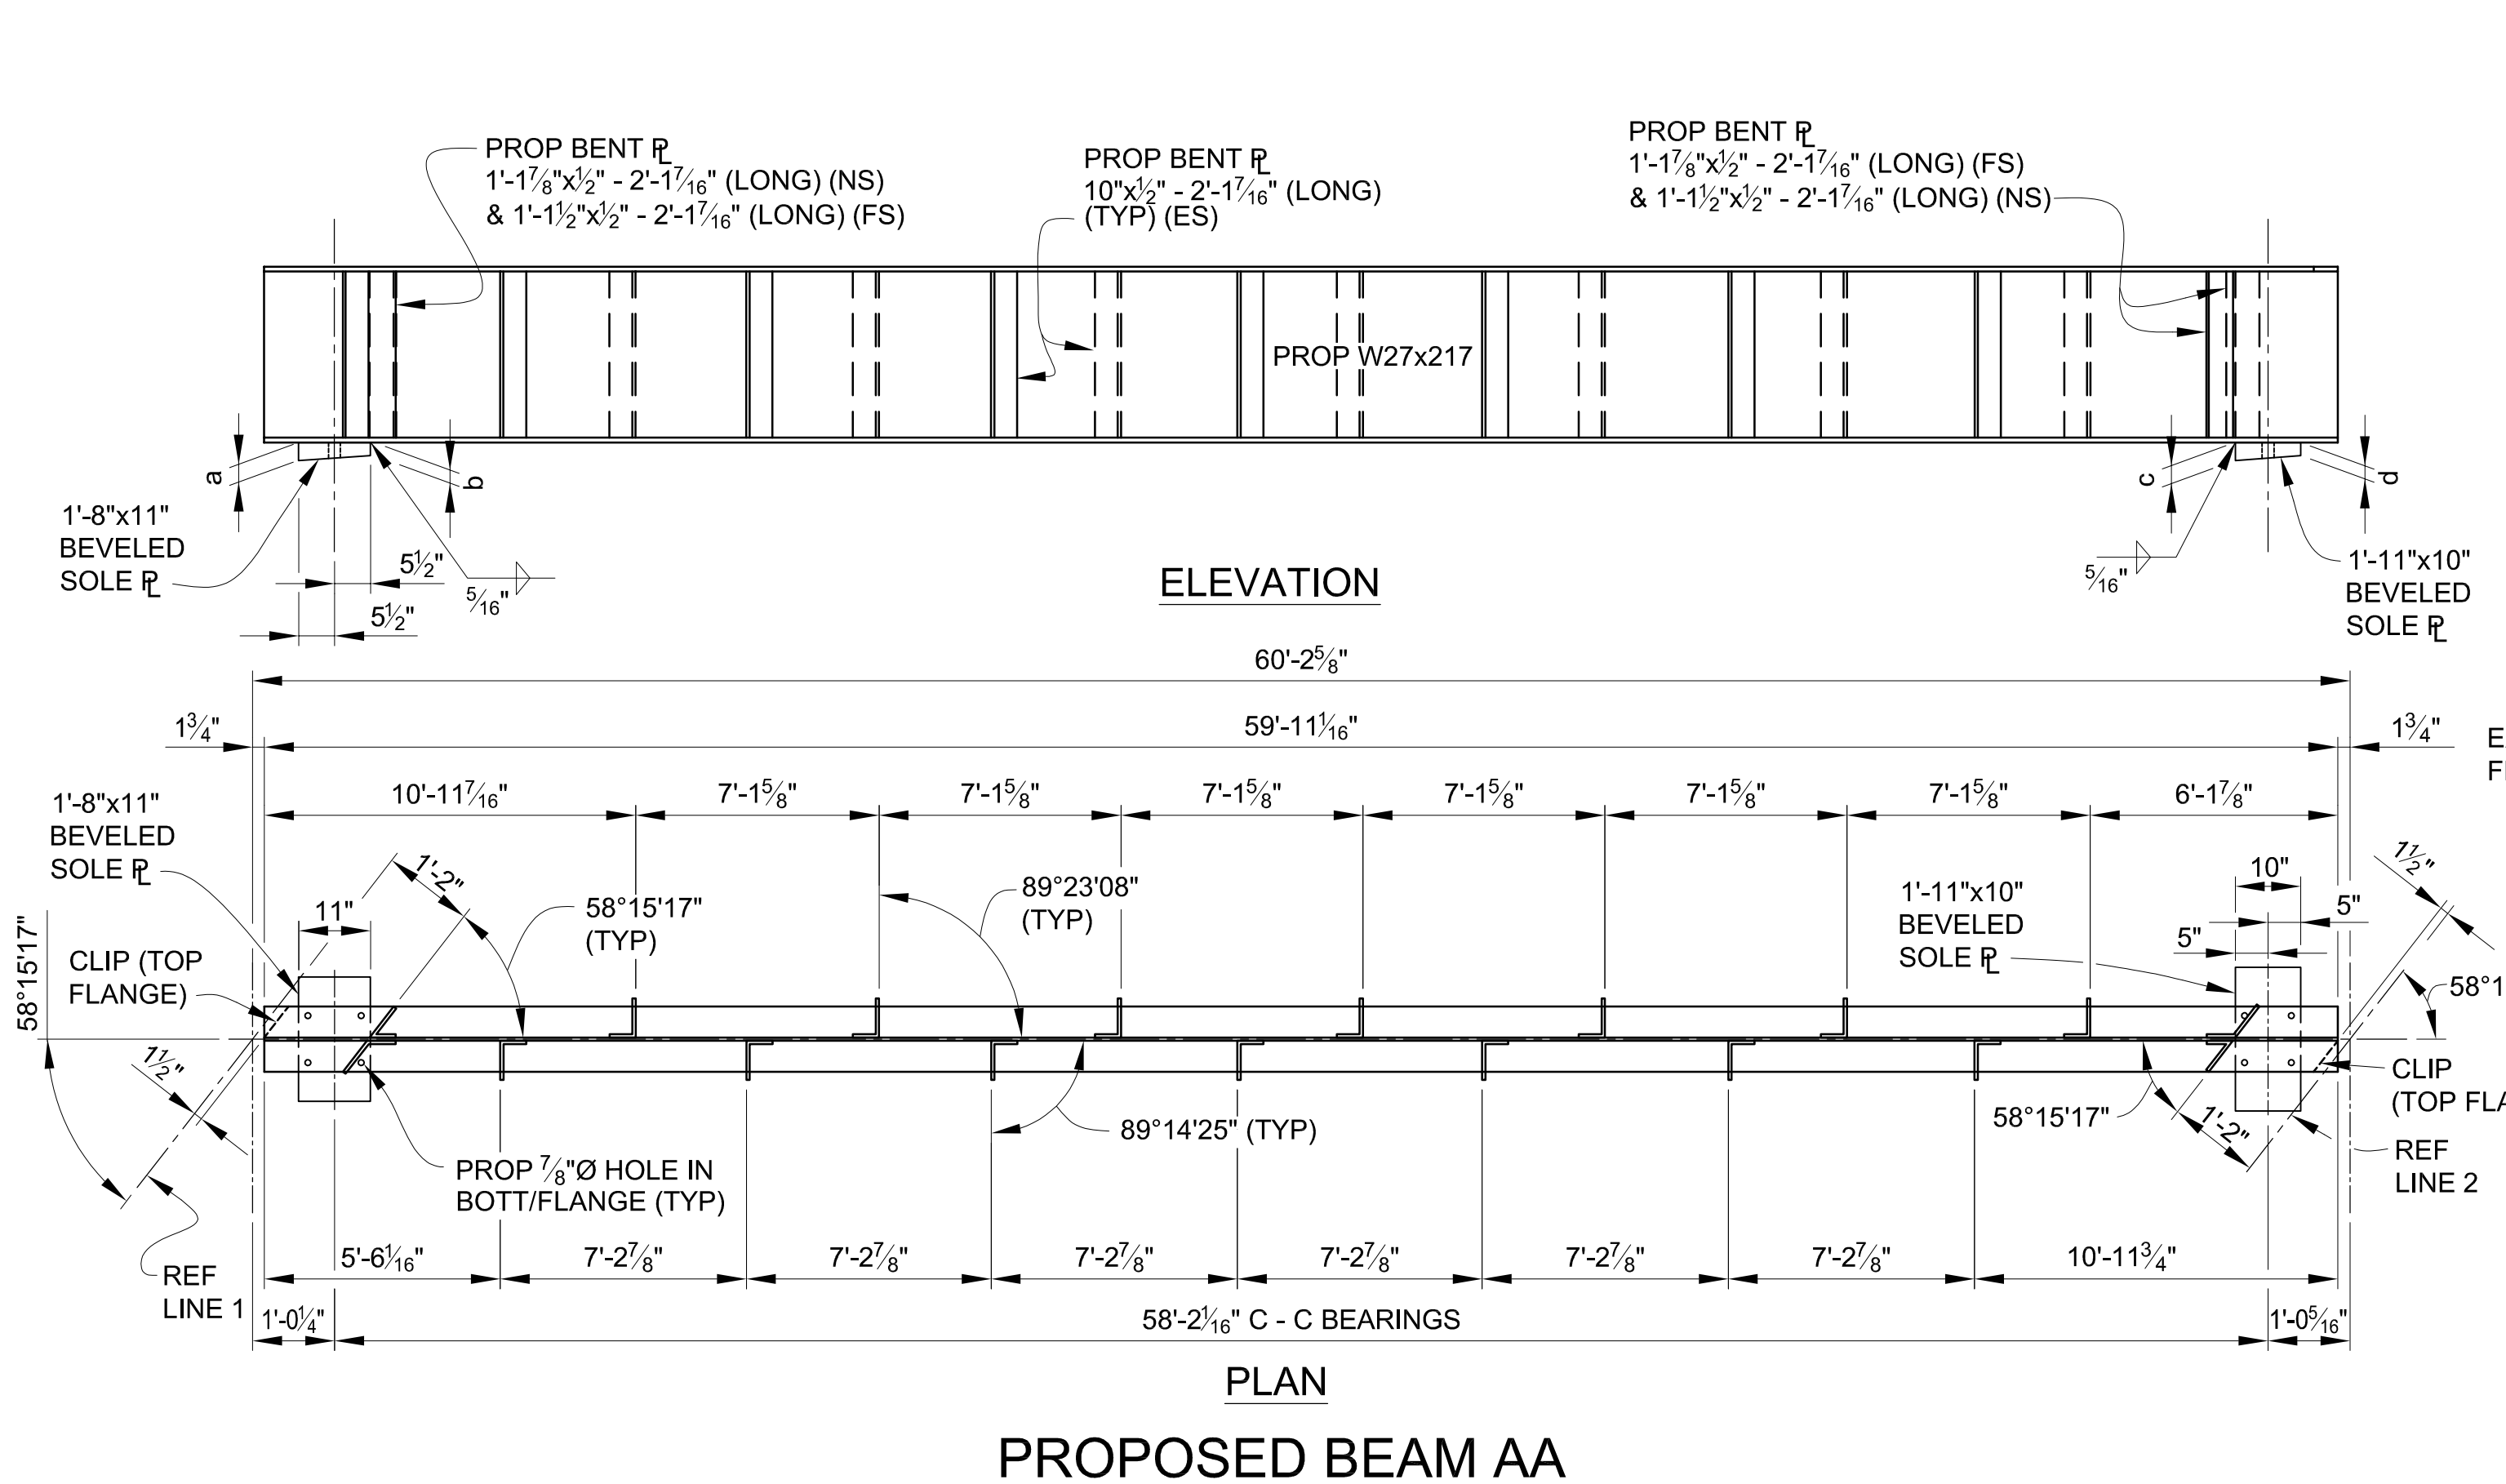 PROP BENT ℄
1'-1⅞"x½" - 2'-1⁷⁄₁₆" (LONG) (NS)
& 1'-1½"x½" - 2'-1⁷⁄₁₆" (LONG) (FS)
PROP BENT ℄
10"x½" - 2'-1⁷⁄₁₆" (LONG)
(TYP) (ES)
PROP BENT ℄
1'-1⅞"x½" - 2'-1⁷⁄₁₆" (LONG) (FS)
& 1'-1½"x½" - 2'-1⁷⁄₁₆" (LONG) (NS)
PROP W27x217
a
b
c
d
1'-8"x11"
BEVELED
SOLE ℄
5½"
5½"
⁵⁄₁₆"
ELEVATION
⁵⁄₁₆"
1'-11"x10"
BEVELED
SOLE ℄
60'-2⅝"
1¾"
59'-11¹⁄₁₆"
1¾"
E
F
10'-11⁷⁄₁₆"
7'-1⅝"
7'-1⅝"
7'-1⅝"
7'-1⅝"
7'-1⅝"
7'-1⅝"
6'-1⅞"
1'-8"x11"
BEVELED
SOLE ℄
11"
1'-2"
58°15'17"
(TYP)
89°23'08"
(TYP)
1'-11"x10"
BEVELED
SOLE ℄
10"
5"
5"
1½"
58°15'17"
CLIP (TOP
FLANGE)
58°1
1½"
89°14'25" (TYP)
58°15'17"
1'-2"
CLIP
(TOP FLA
PROP ⅞"Ø HOLE IN
BOTT/FLANGE (TYP)
REF
LINE 2
REF
LINE 1
5'-6¹⁄₁₆"
7'-2⅞"
7'-2⅞"
7'-2⅞"
7'-2⅞"
7'-2⅞"
7'-2⅞"
10'-11¾"
1'-0¼"
58'-2¹⁄₁₆" C - C BEARINGS
1'-0⁵⁄₁₆"
PLAN
PROPOSED BEAM AA